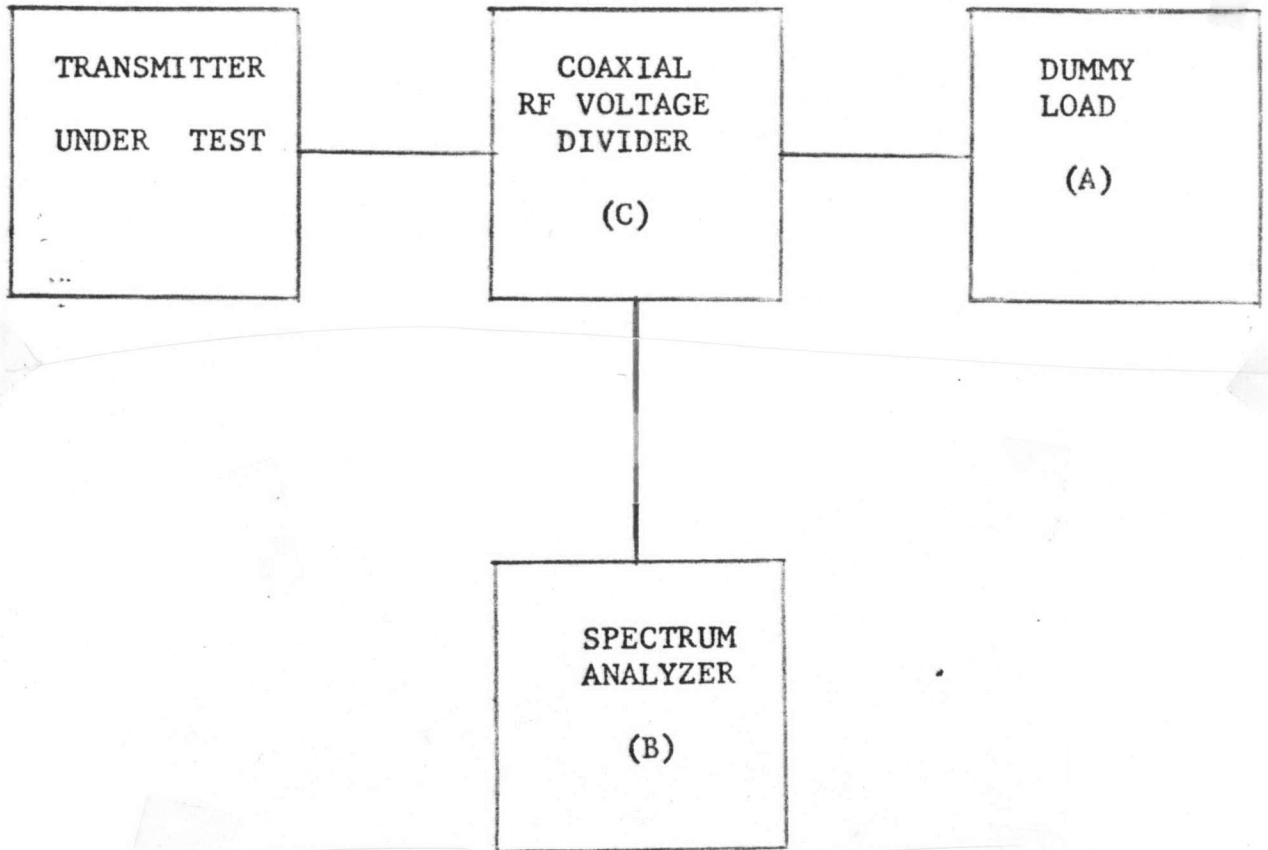 TRANSMITTER
UNDER TEST
COAXIAL
RF VOLTAGE
DIVIDER
(C)
DUMMY
LOAD
(A)
SPECTRUM
ANALYZER
(B)